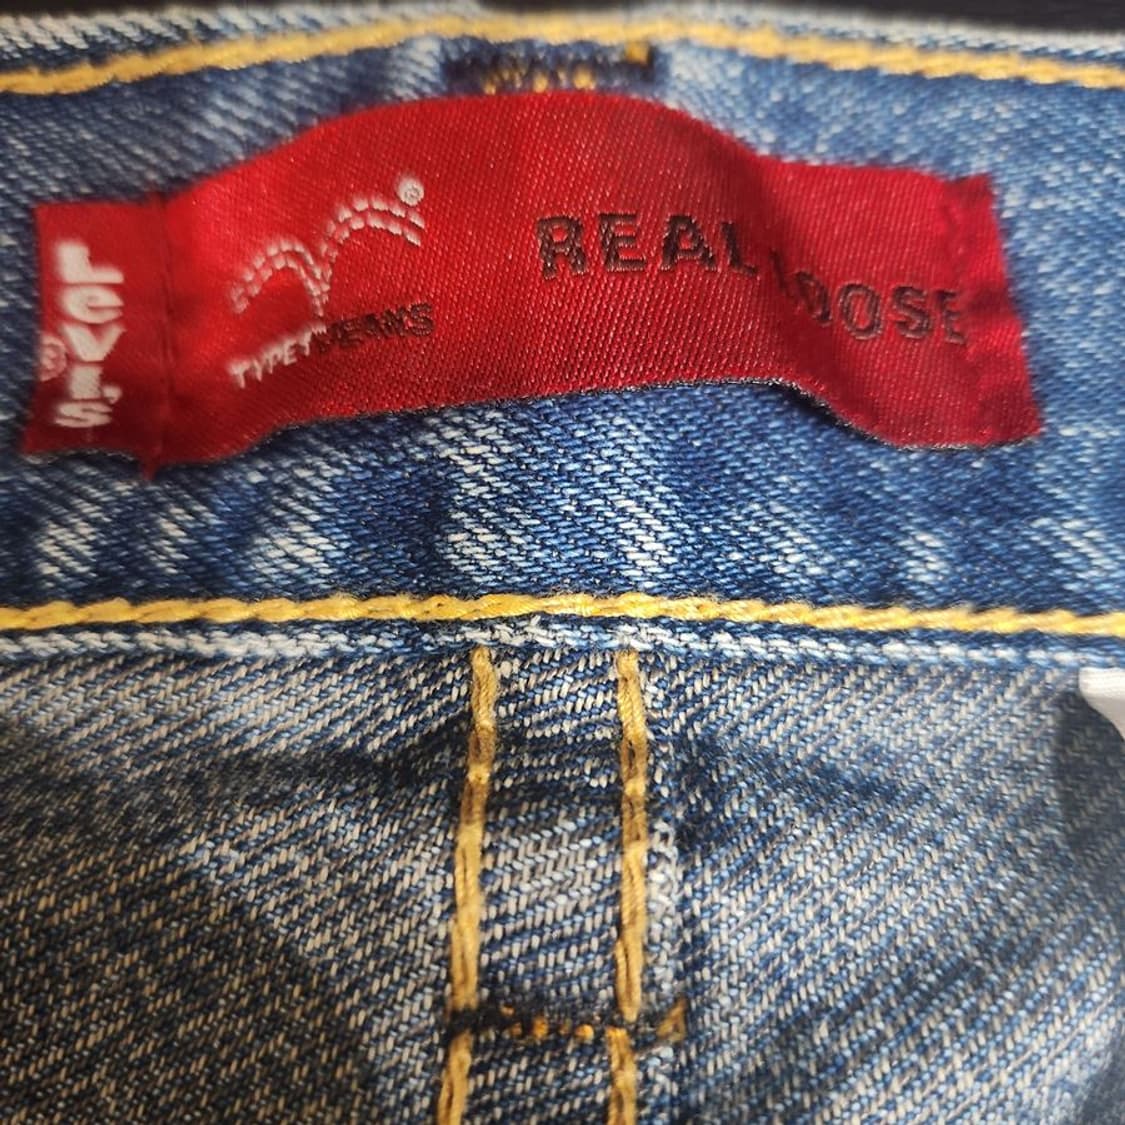 LEVI'S
®
®
TYPE 1 JEANS
REAL LOOSE